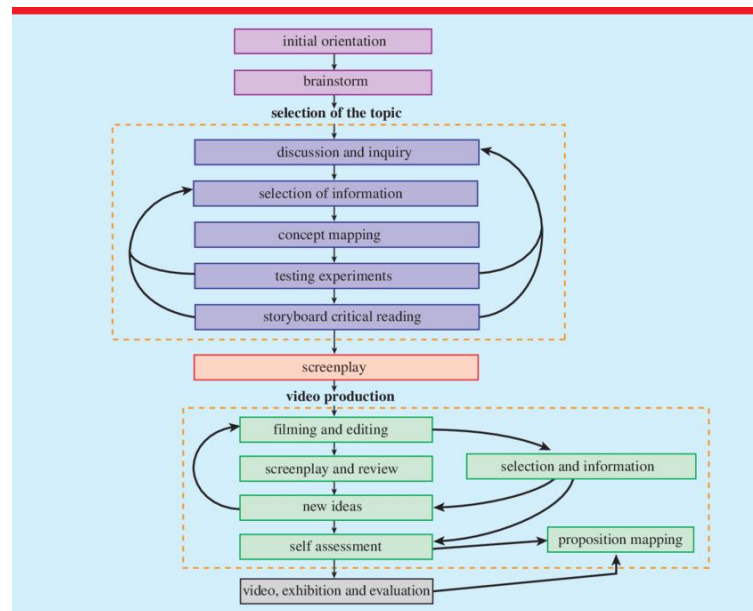 initial orientation
brainstorm
selection of the topic
discussion and inquiry
selection of information
concept mapping
testing experiments
storyboard critical reading
screenplay
video production
filming and editing
screenplay and review
selection and information
new ideas
self assessment
proposition mapping
video, exhibition and evaluation